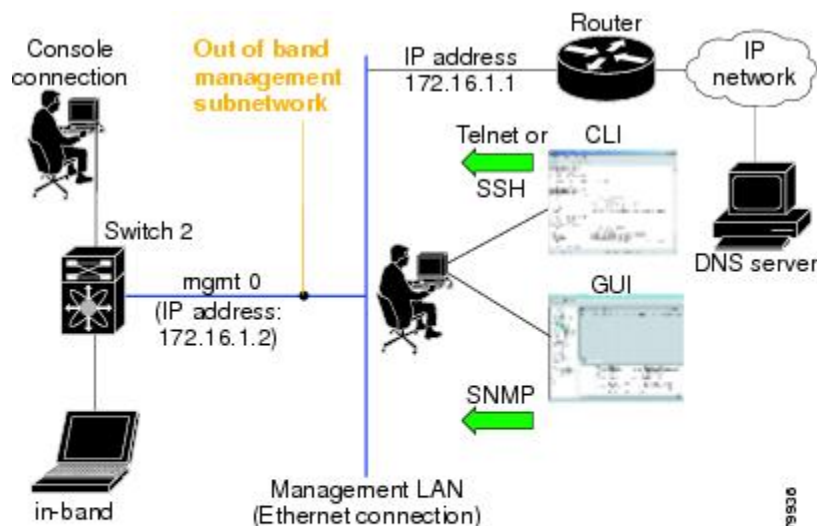 Console
connection
Out of band
management
subnetwork
Router
IP address
172.16.1.1
IP
network
Telnet or
SSH
CLI
Switch 2
DNS server
mgmt 0
(IP address:
172.16.1.2)
GUI
SNMP
in-band
Management LAN
(Ethernet connection)